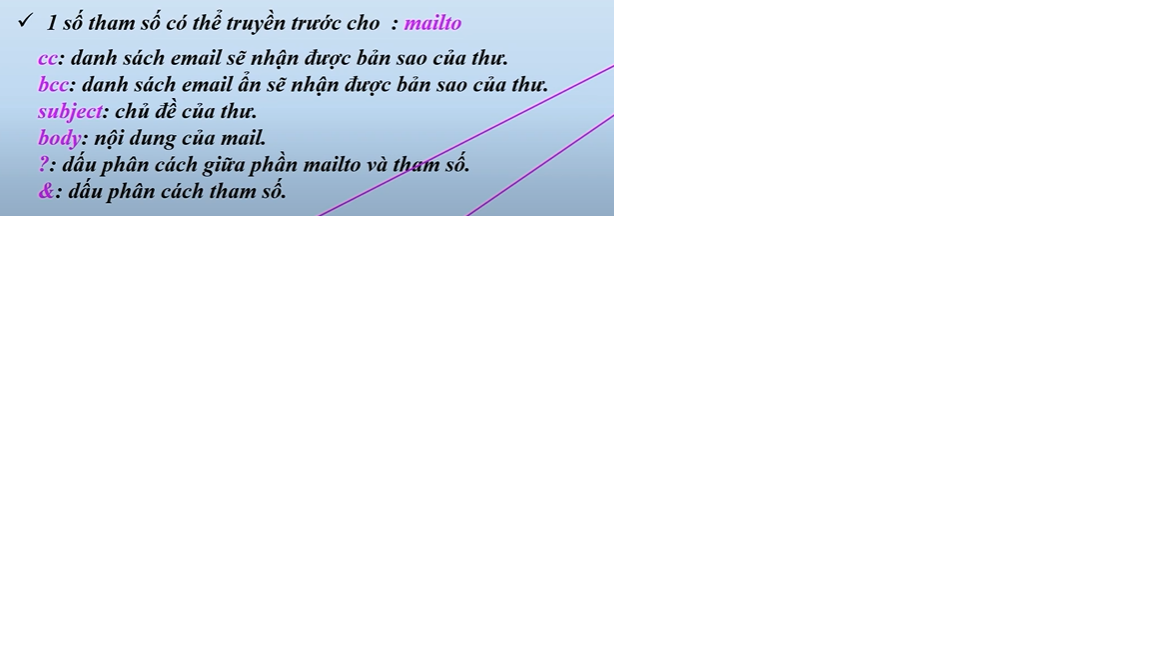 ✓ 1 số tham số có thể truyền trước cho : mailto
cc: danh sách email sẽ nhận được bản sao của thư.
bcc: danh sách email ẩn sẽ nhận được bản sao của thư.
subject: chủ đề của thư.
body: nội dung của mail.
?: dấu phân cách giữa phần mailto và tham số.
&: dấu phân cách tham số.